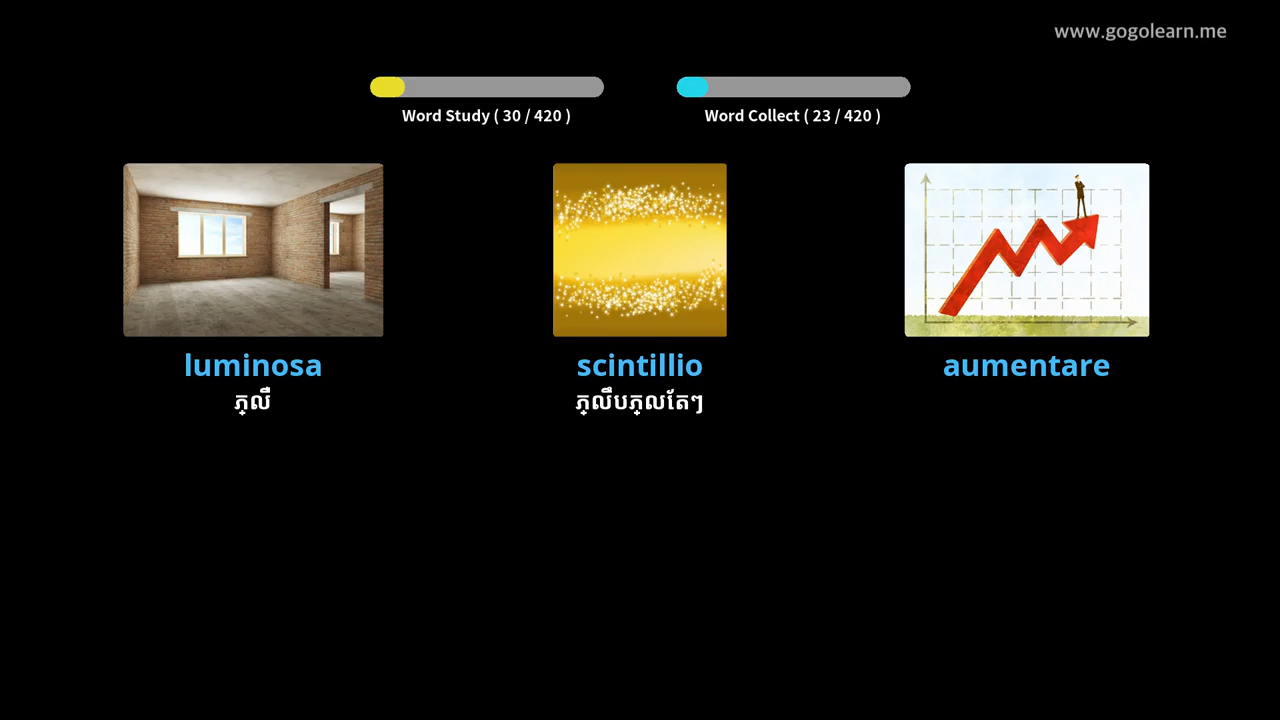 www.gogolearn.me
Word Study ( 30 / 420 )
Word Collect ( 23 / 420 )
luminosa
scintillio
aumentare
ភ្លឺ
ភ្លឹបភ្លតែៗ